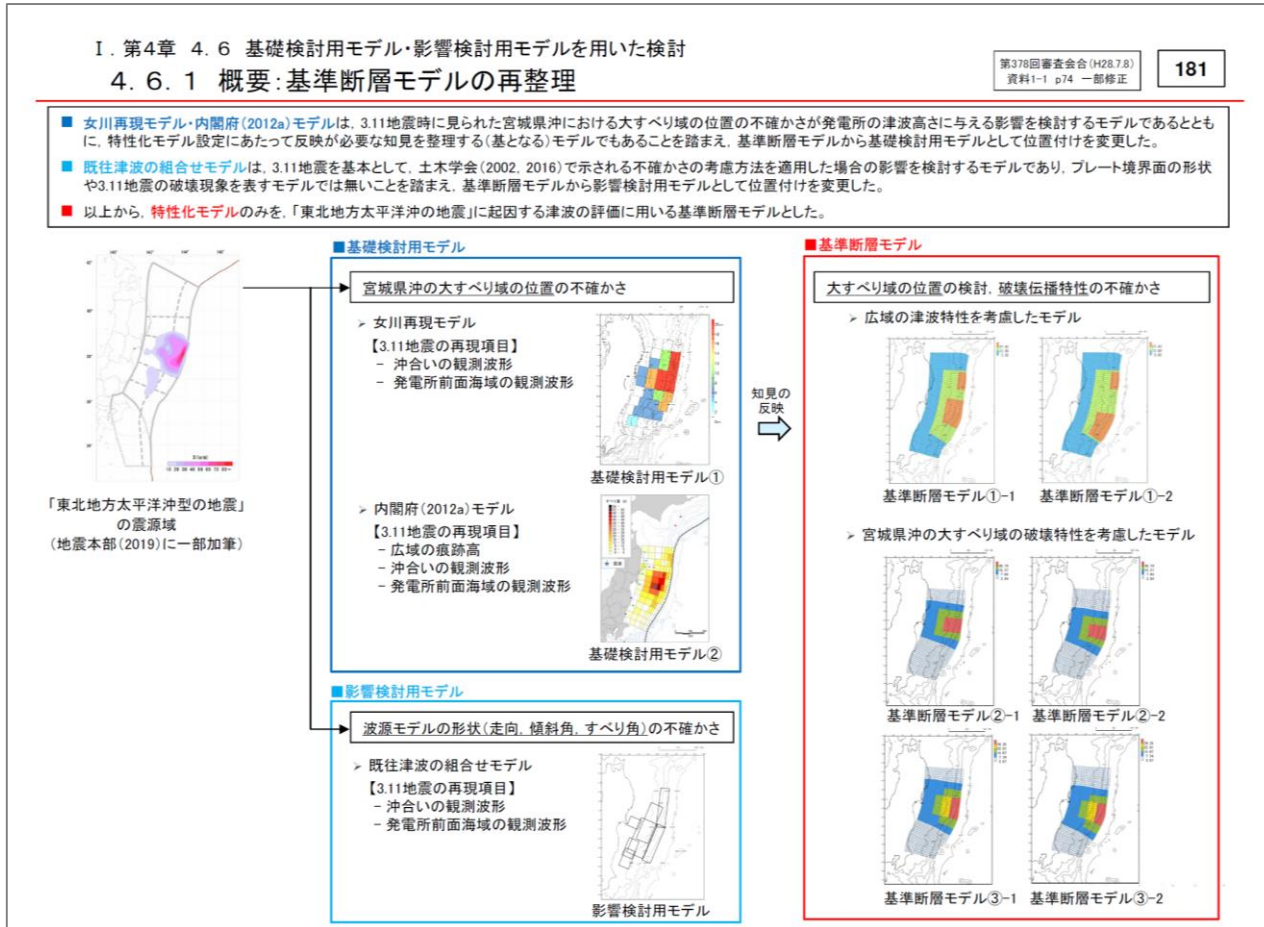 Ⅰ．第4章 ４．６ 基礎検討用モデル・影響検討用モデルを用いた検討
４．６．１ 概要：基準断層モデルの再整理
第378回審査会合（H28.7.8）
資料1-1 p74 一部修正
181
■ 女川再現モデル・内閣府（2012a）モデルは，3.11地震時に見られた宮城県沖における大すべり域の位置の不確かさが発電所の津波高さに与える影響を検討するモデルであるとともに，特性化モデル設定にあたって反映が必要な知見を整理する（基となる）モデルでもあることを踏まえ，基準断層モデルから基礎検討用モデルとして位置付けを変更した。
■ 既往津波の組合せモデルは，3.11地震を基本として，土木学会（2002，2016）で示される不確かさの考慮方法を適用した場合の影響を検討するモデルであり，プレート境界面の形状や3.11地震の破壊現象を表すモデルでは無いことを踏まえ，基準断層モデルから影響検討用モデルとして位置付けを変更した。
■ 以上から，特性化モデルのみを，「東北地方太平洋沖の地震」に起因する津波の評価に用いる基準断層モデルとした。
「東北地方太平洋沖型の地震」
の震源域
（地震本部（2019）に一部加筆）
■基礎検討用モデル
宮城県沖の大すべり域の位置の不確かさ
➢ 女川再現モデル
【3.11地震の再現項目】
－ 沖合いの観測波形
－ 発電所前面海域の観測波形
基礎検討用モデル①
➢ 内閣府（2012a）モデル
【3.11地震の再現項目】
－ 広域の痕跡高
－ 沖合いの観測波形
－ 発電所前面海域の観測波形
基礎検討用モデル②
■影響検討用モデル
波源モデルの形状（走向，傾斜角，すべり角）の不確かさ
➢ 既往津波の組合せモデル
【3.11地震の再現項目】
－ 沖合いの観測波形
－ 発電所前面海域の観測波形
影響検討用モデル
知見の
反映
■基準断層モデル
大すべり域の位置の検討，破壊伝播特性の不確かさ
➢ 広域の津波特性を考慮したモデル
基準断層モデル①-1
基準断層モデル①-2
➢ 宮城県沖の大すべり域の破壊特性を考慮したモデル
基準断層モデル②-1
基準断層モデル②-2
基準断層モデル③-1
基準断層モデル③-2